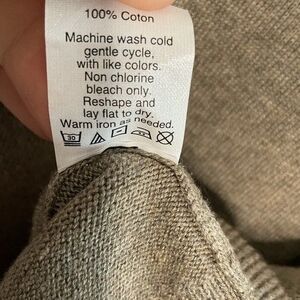 100% Coton
Machine wash cold
gentle cycle,
with like colors.
Non chlorine
bleach only.
Reshape and
lay flat to dry.
Warm iron as needed.
30